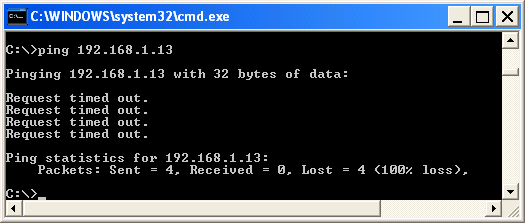 C:\WINDOWS\system32\cmd.exe
C:\>ping 192.168.1.13
Pinging 192.168.1.13 with 32 bytes of data:
Request timed out.
Request timed out.
Request timed out.
Request timed out.
Ping statistics for 192.168.1.13:
    Packets: Sent = 4, Received = 0, Lost = 4 (100% loss),
C:\>_